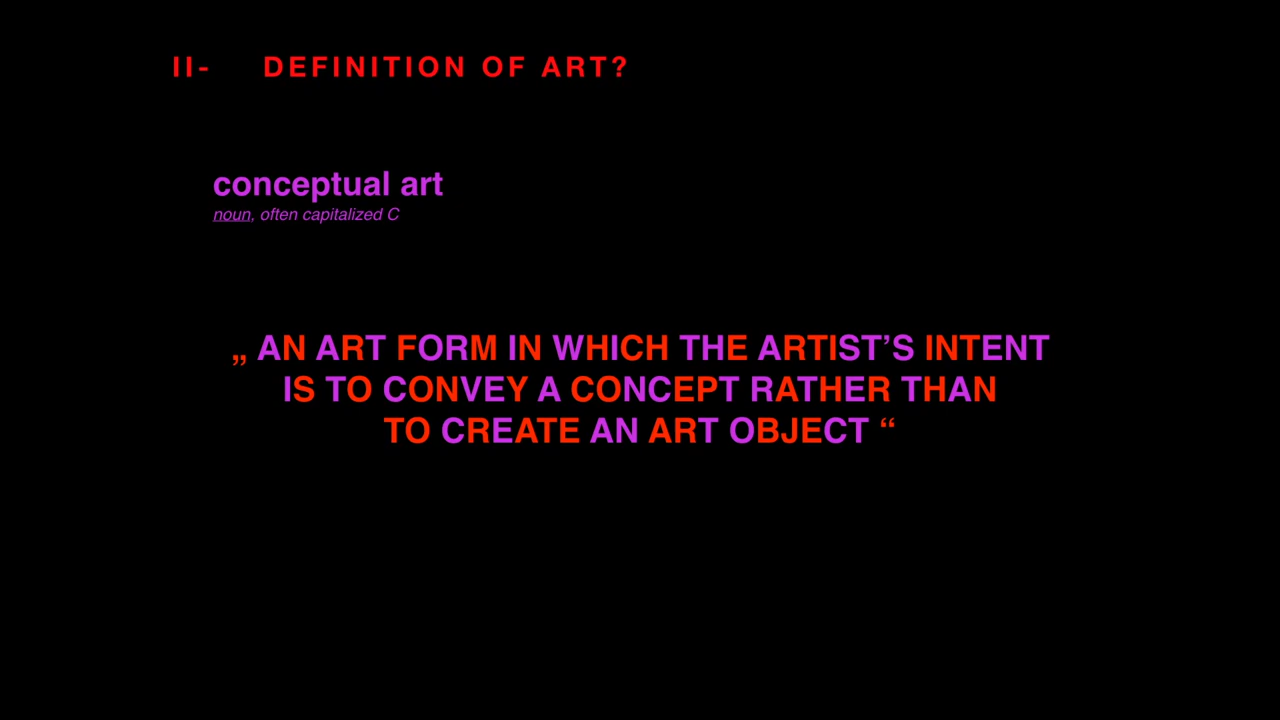 II- DEFINITION OF ART?
conceptual art
noun, often capitalized C
„ AN ART FORM IN WHICH THE ARTIST’S INTENT
IS TO CONVEY A CONCEPT RATHER THAN
TO CREATE AN ART OBJECT “